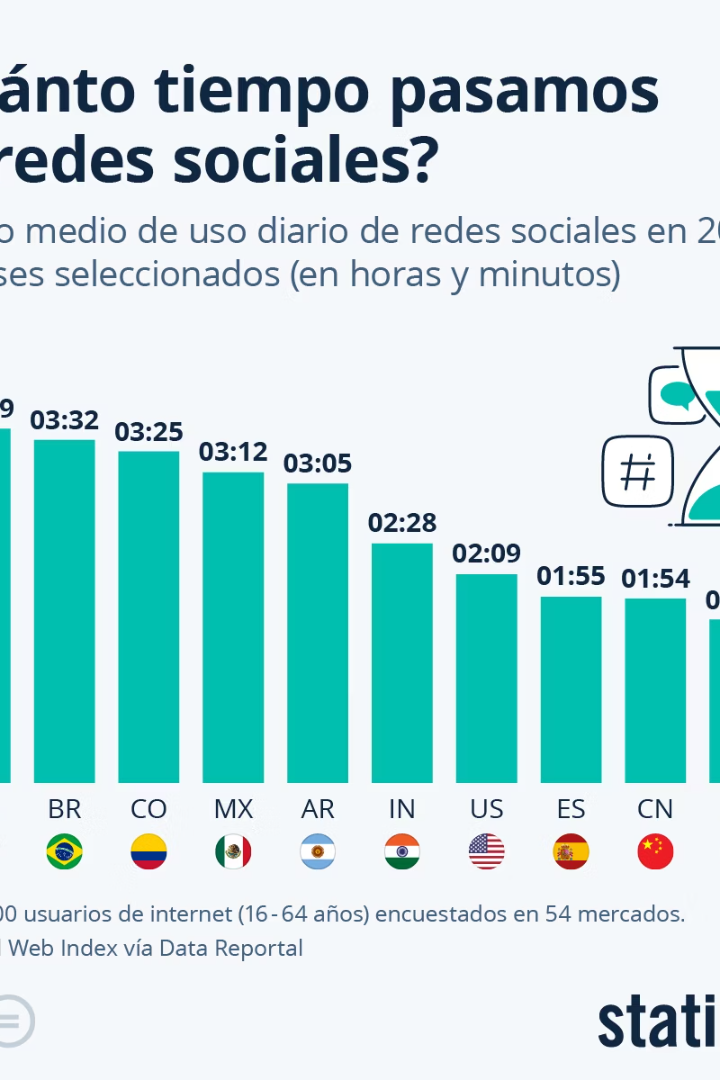 ánto tiempo pasamos
redes sociales?
o medio de uso diario de redes sociales en 20
ses seleccionados (en horas y minutos)
#
9 03:32 03:25 03:12 03:05 02:28 02:09 01:55 01:54 0
BR CO MX AR IN US ES CN
00 usuarios de internet (16-64 años) encuestados en 54 mercados.
l Web Index vía Data Reportal
=
stati